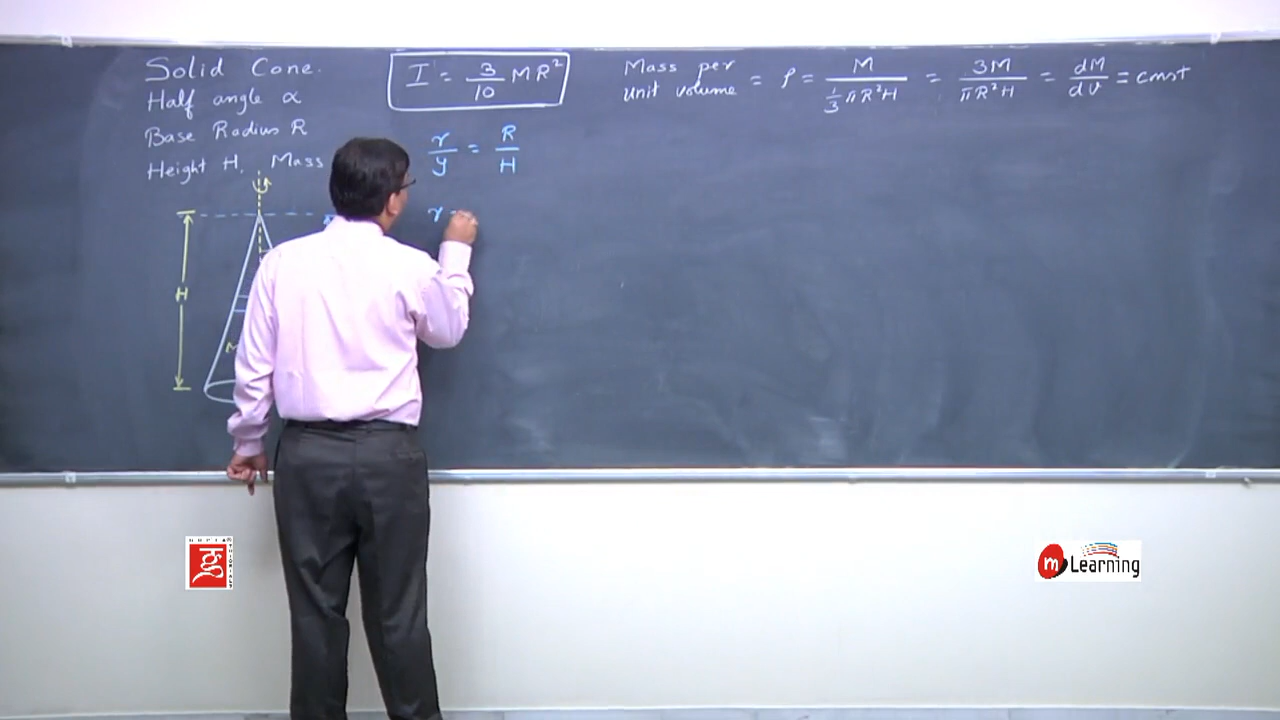 Solid Cone.
Half angle α
Base Radius R
Height H, Mass
H
I = 3/10 MR²
r/y = R/H
r =
Mass per unit volume = ρ = M / (1/3 πR²H) = 3M / πR²H = dM/dV = const
m Learning